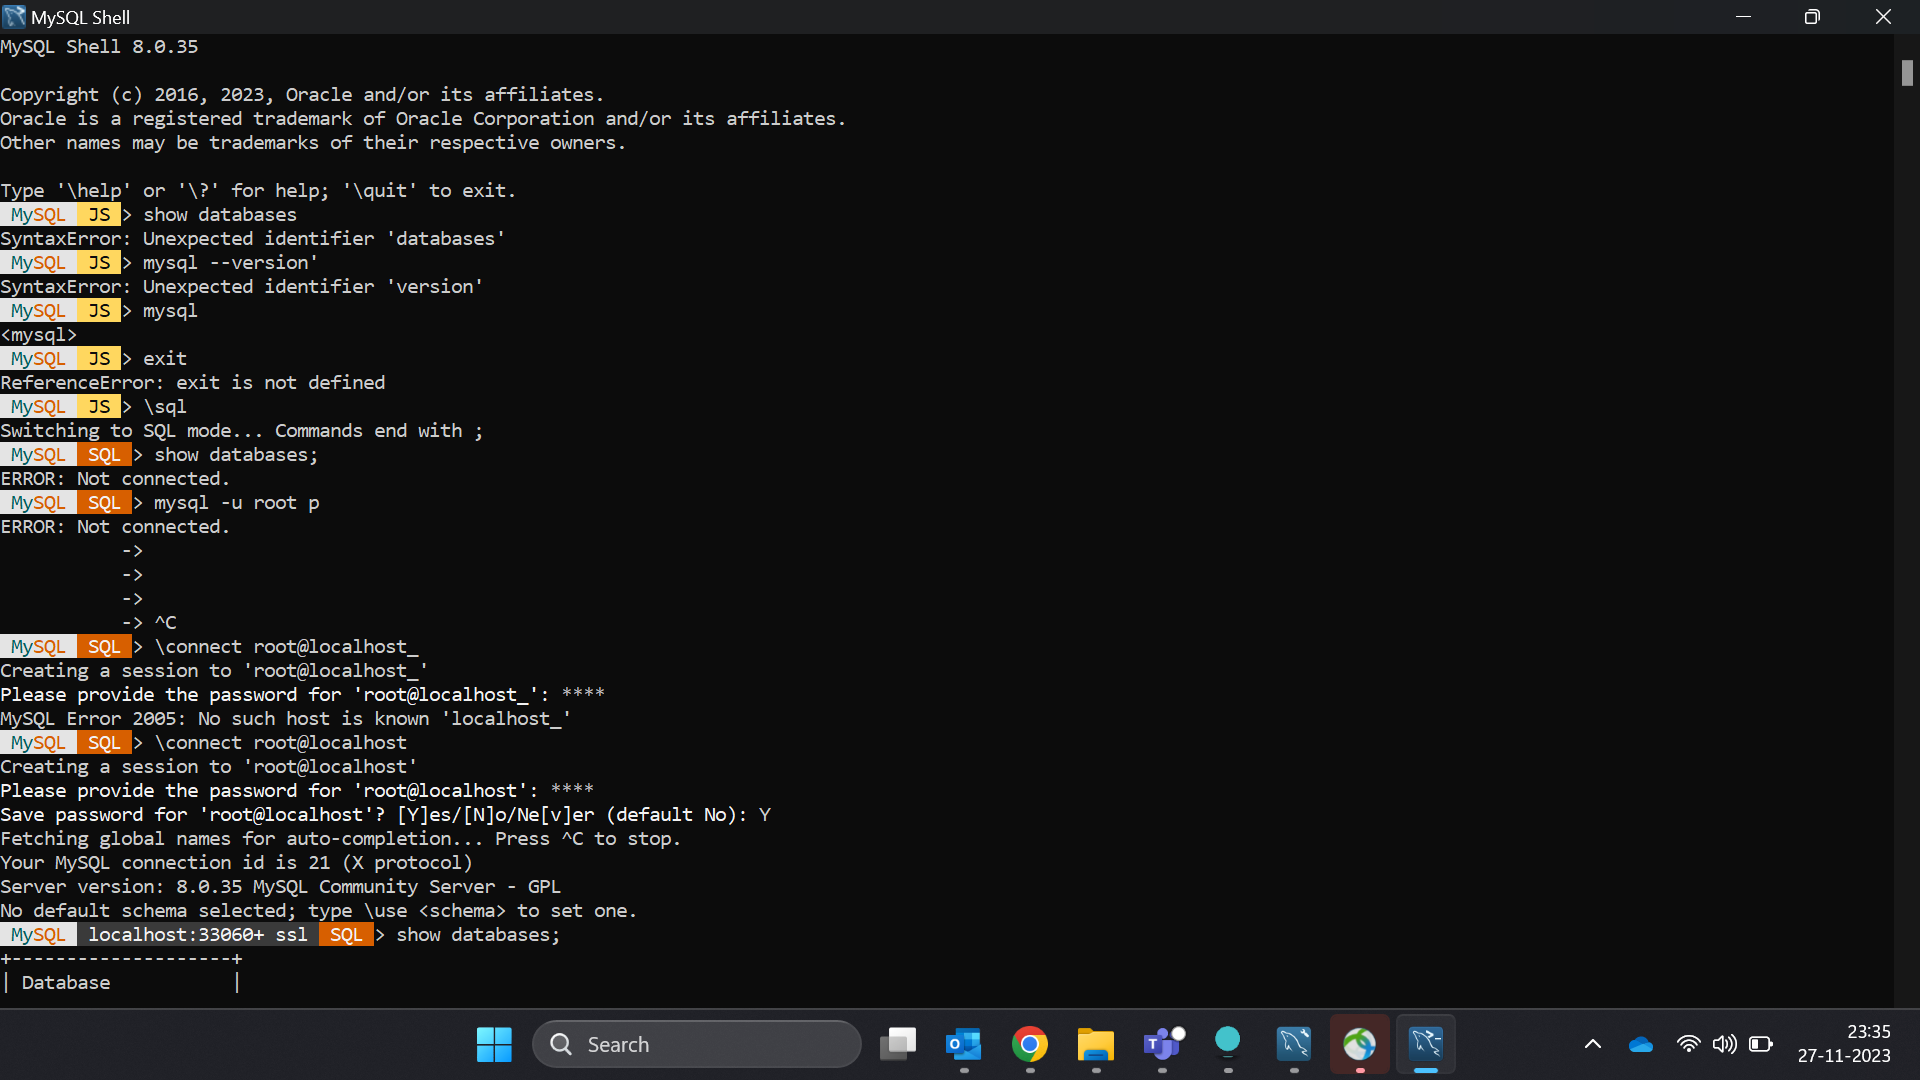 MySQL Shell
MySQL Shell 8.0.35
Copyright (c) 2016, 2023, Oracle and/or its affiliates.
Oracle is a registered trademark of Oracle Corporation and/or its affiliates.
Other names may be trademarks of their respective owners.
Type '\help' or '\?' for help; '\quit' to exit.
MySQL JS > show databases
SyntaxError: Unexpected identifier 'databases'
MySQL JS > mysql --version'
SyntaxError: Unexpected identifier 'version'
MySQL JS > mysql
<mysql>
MySQL JS > exit
ReferenceError: exit is not defined
MySQL JS > \sql
Switching to SQL mode... Commands end with ;
MySQL SQL > show databases;
ERROR: Not connected.
MySQL SQL > mysql -u root p
ERROR: Not connected.
->
->
->
-> ^C
MySQL SQL > \connect root@localhost_
Creating a session to 'root@localhost_'
Please provide the password for 'root@localhost_': ****
MySQL Error 2005: No such host is known 'localhost_'
MySQL SQL > \connect root@localhost
Creating a session to 'root@localhost'
Please provide the password for 'root@localhost': ****
Save password for 'root@localhost'? [Y]es/[N]o/Ne[v]er (default No): Y
Fetching global names for auto-completion... Press ^C to stop.
Your MySQL connection id is 21 (X protocol)
Server version: 8.0.35 MySQL Community Server - GPL
No default schema selected; type \use <schema> to set one.
MySQL localhost:33060+ ssl SQL > show databases;
+--------------------+
| Database           |
Search
23:35
27-11-2023